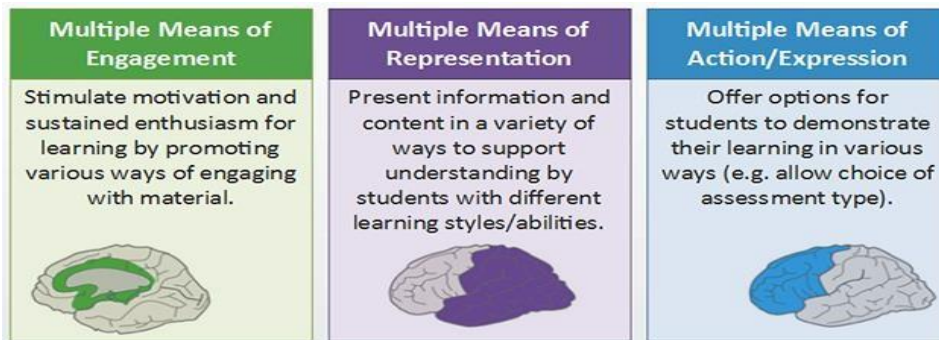 Multiple Means of
Engagement
Stimulate motivation and
sustained enthusiasm for
learning by promoting
various ways of engaging
with material.
Multiple Means of
Representation
Present information and
content in a variety of
ways to support
understanding by
students with different
learning styles/abilities.
Multiple Means of
Action/Expression
Offer options for
students to demonstrate
their learning in various
ways (e.g. allow choice of
assessment type).